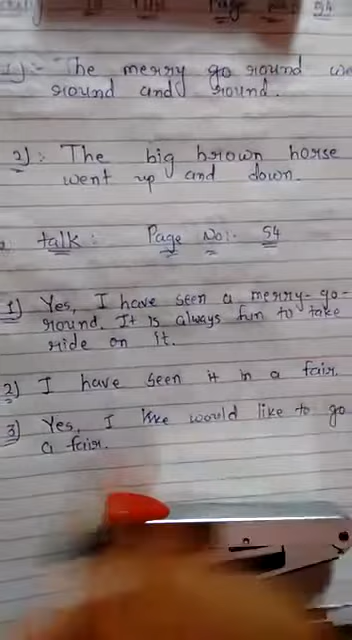 Page No:- 54
1):- The merry go round we
round and round.
2):- The big brown horse
went up and down.
talk: Page No:- 54
1) Yes, I have seen a merry-go-
round. It is always fun to take
ride on it.
2) I have seen it in a fair.
3) Yes, I like would like to go
a fair.